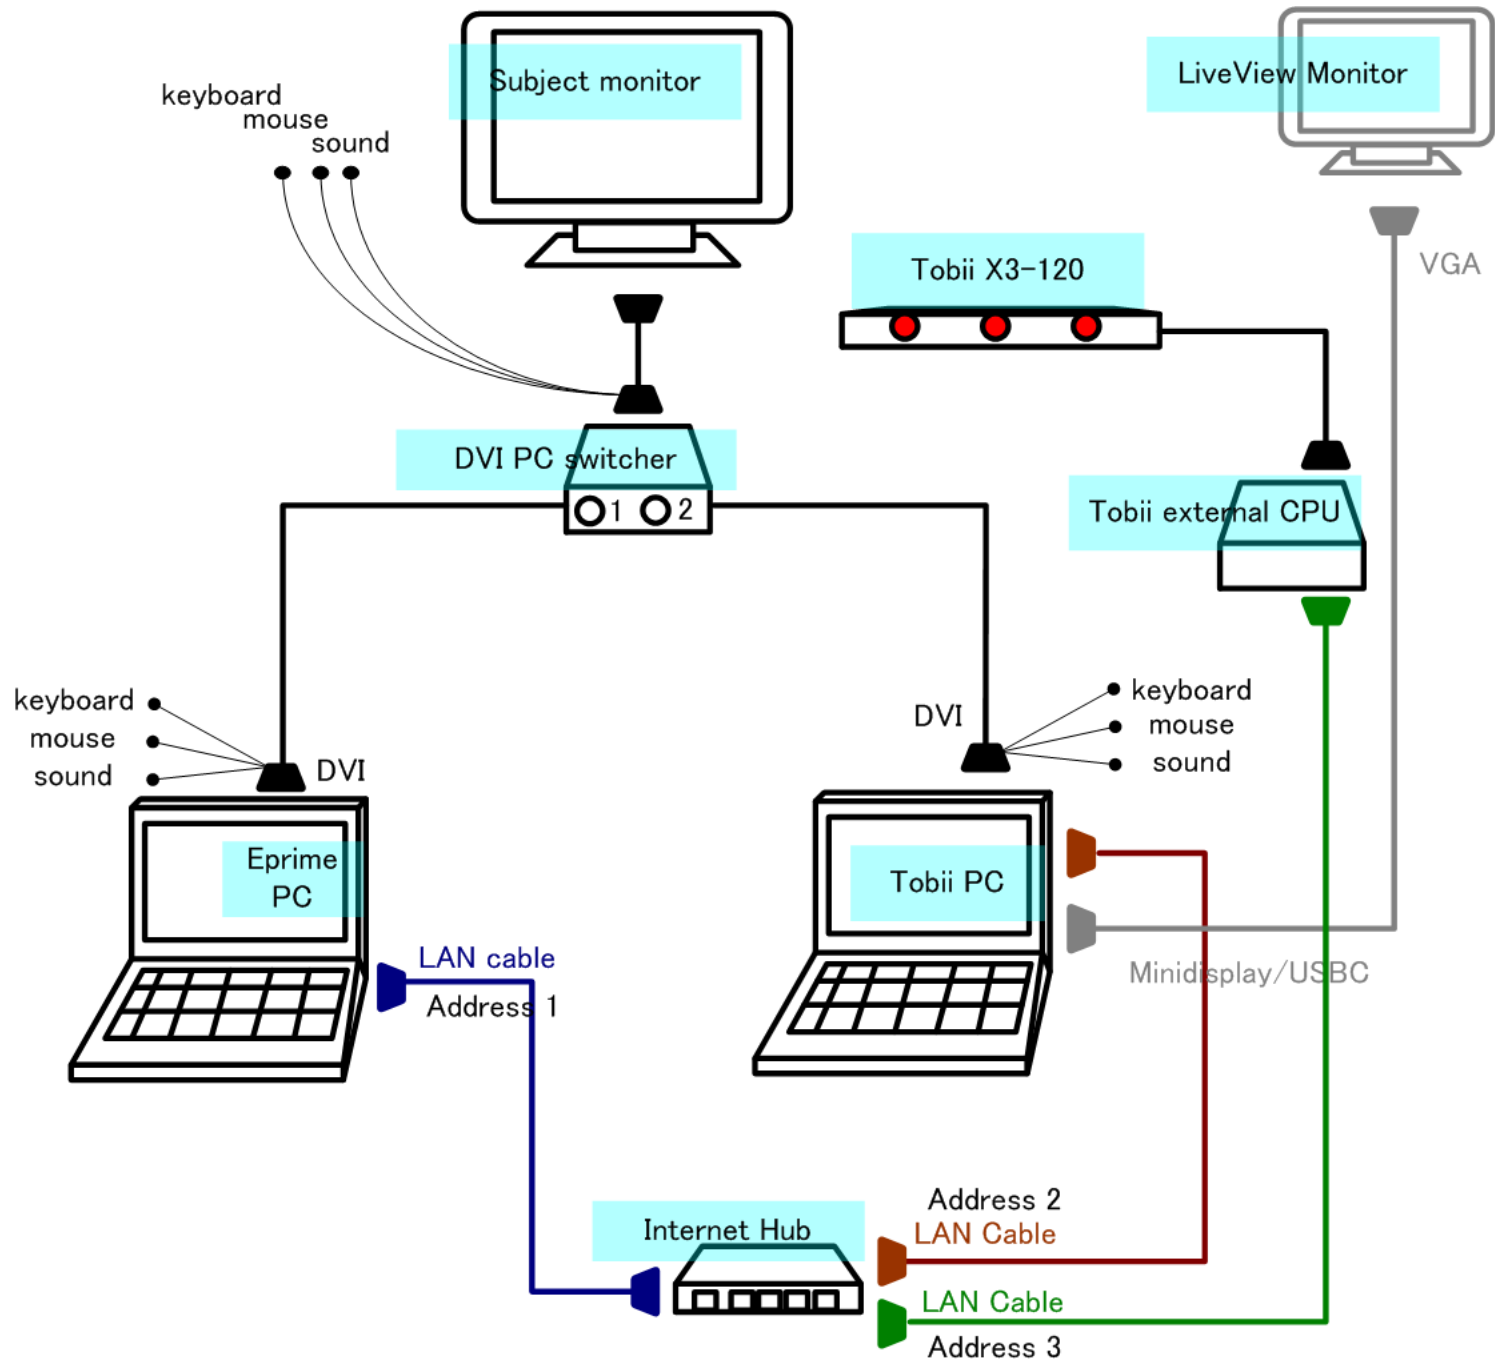 Subject monitor
LiveView Monitor
keyboard
mouse
sound
Tobii X3-120
VGA
DVI PC switcher
1 2
Tobii external CPU
keyboard
mouse
sound
DVI
DVI
keyboard
mouse
sound
Eprime
PC
Tobii PC
LAN cable
Address 1
Minidisplay/USBC
Address 2
LAN Cable
Internet Hub
LAN Cable
Address 3